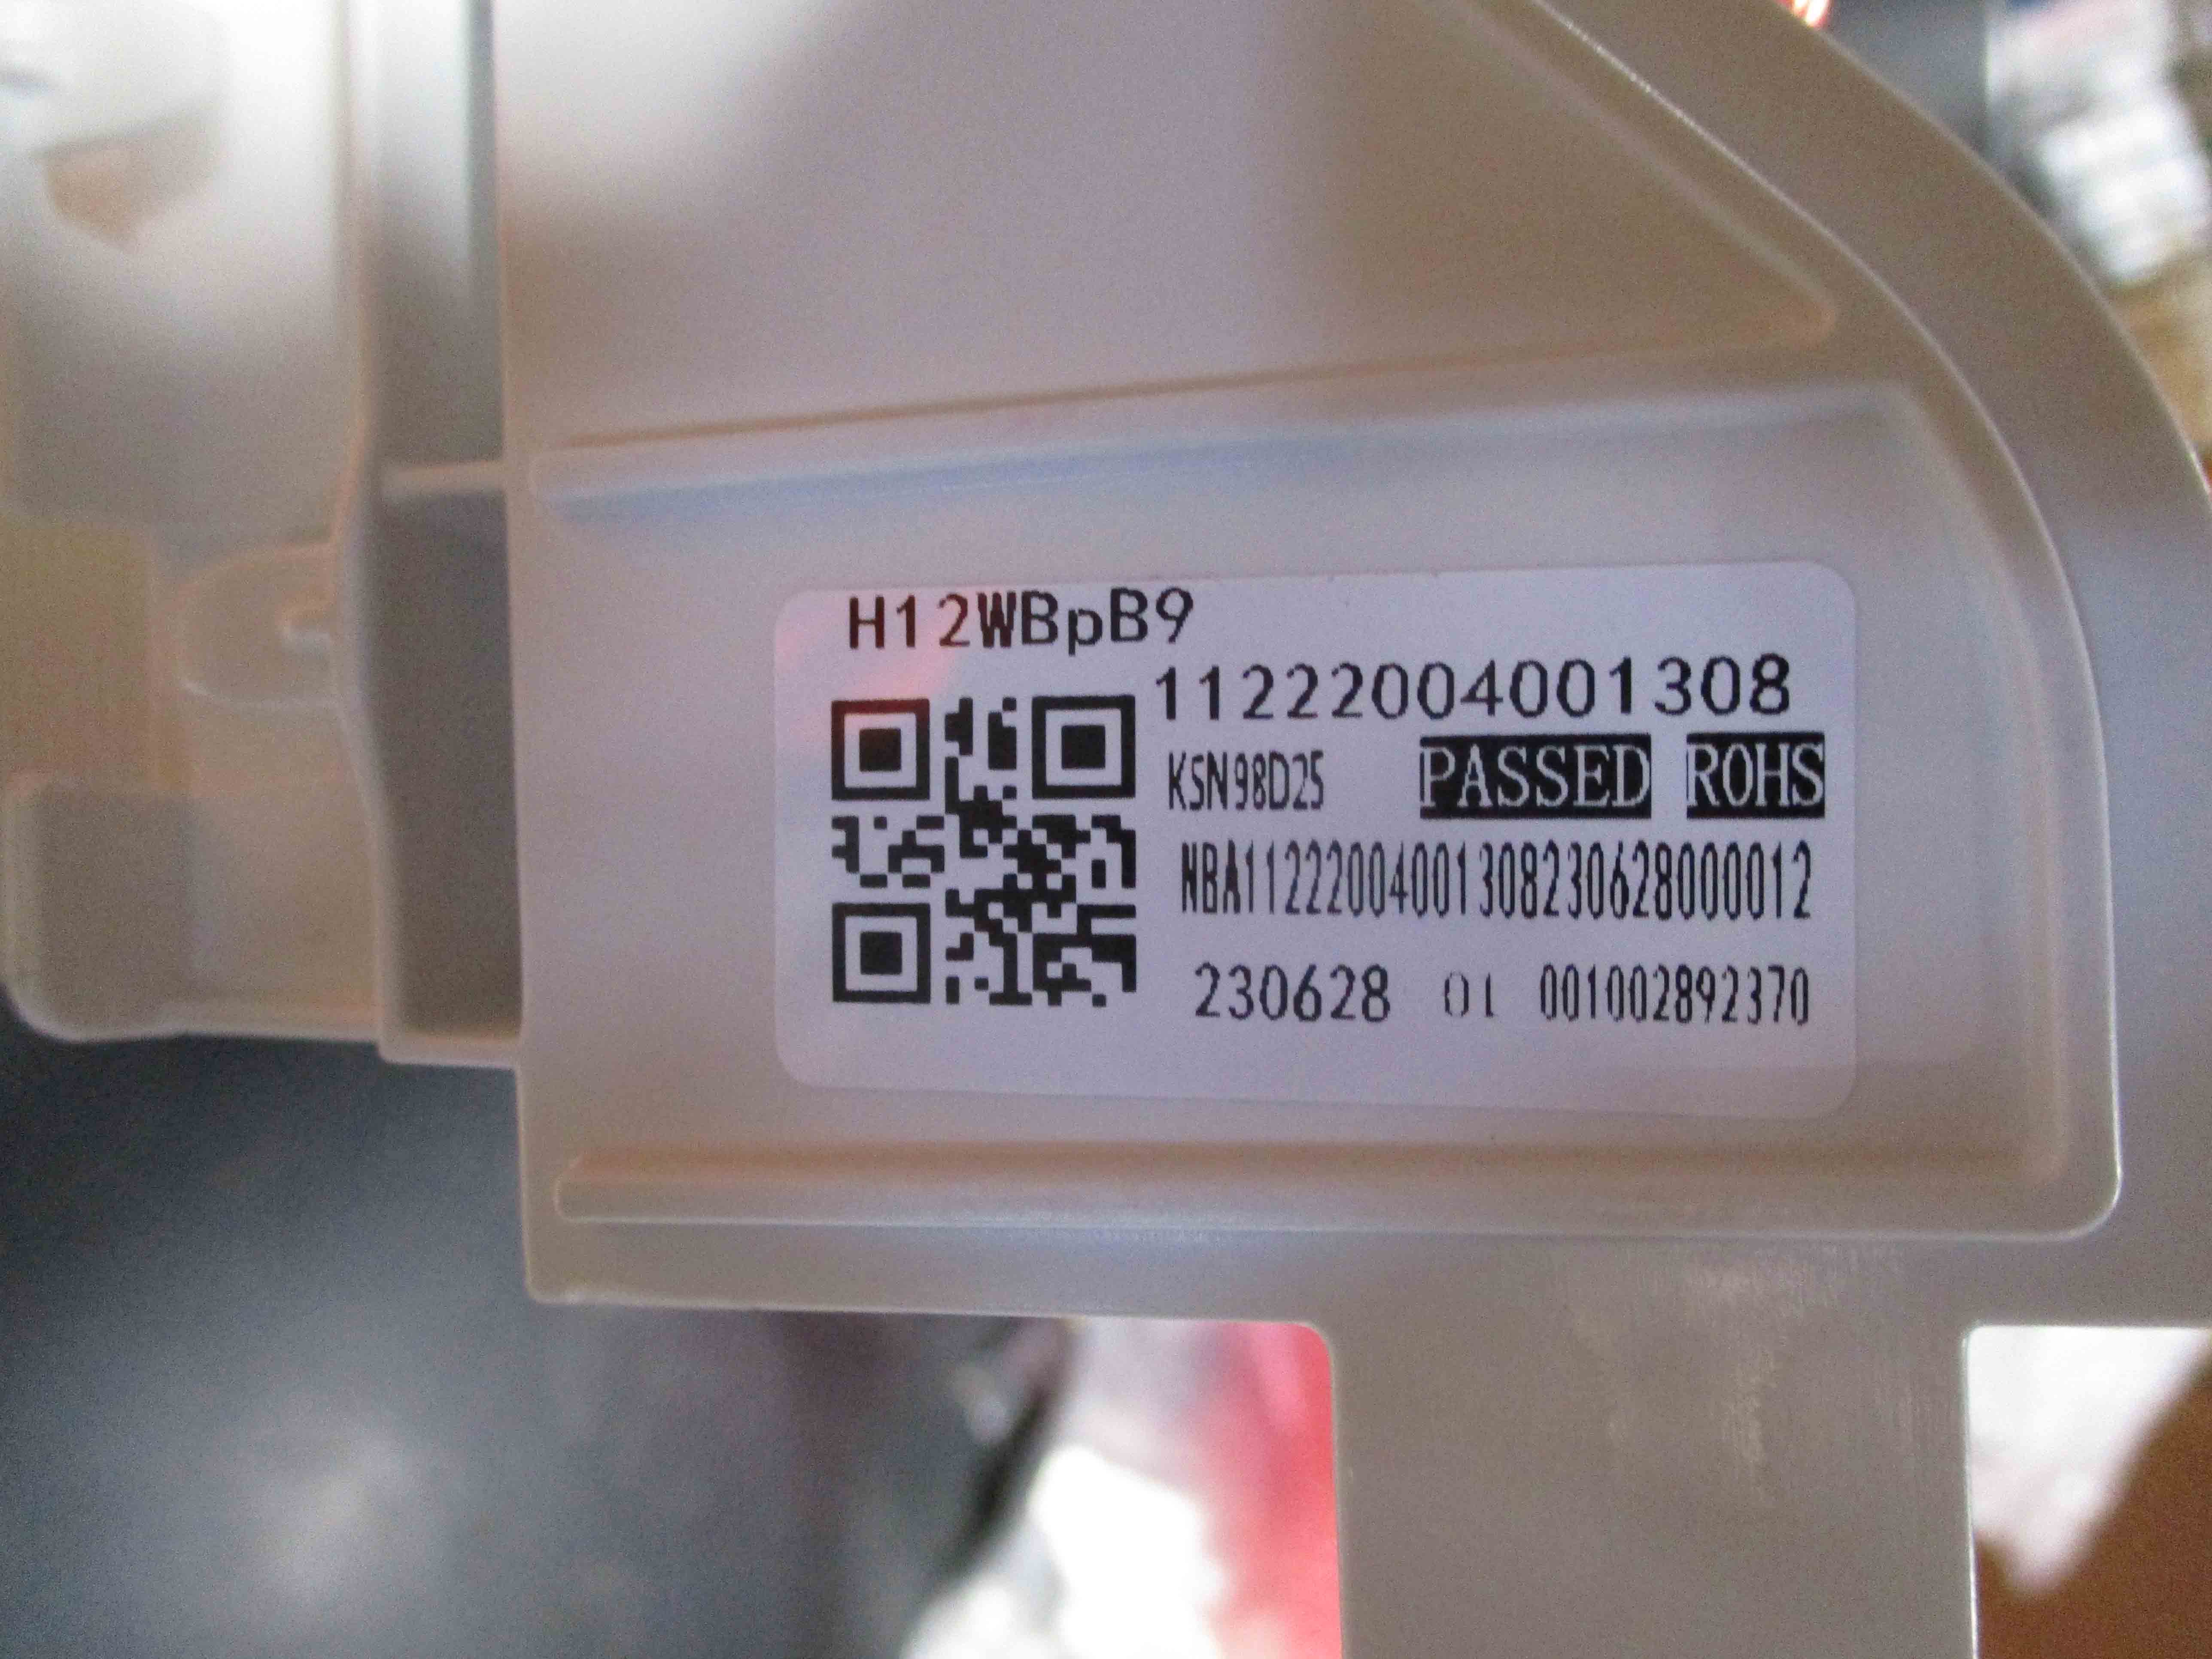 H12WBpB9
11222004001308
KSN98D25 PASSED ROHS
NBA11222004001308230628000012
230628 01 001002892370